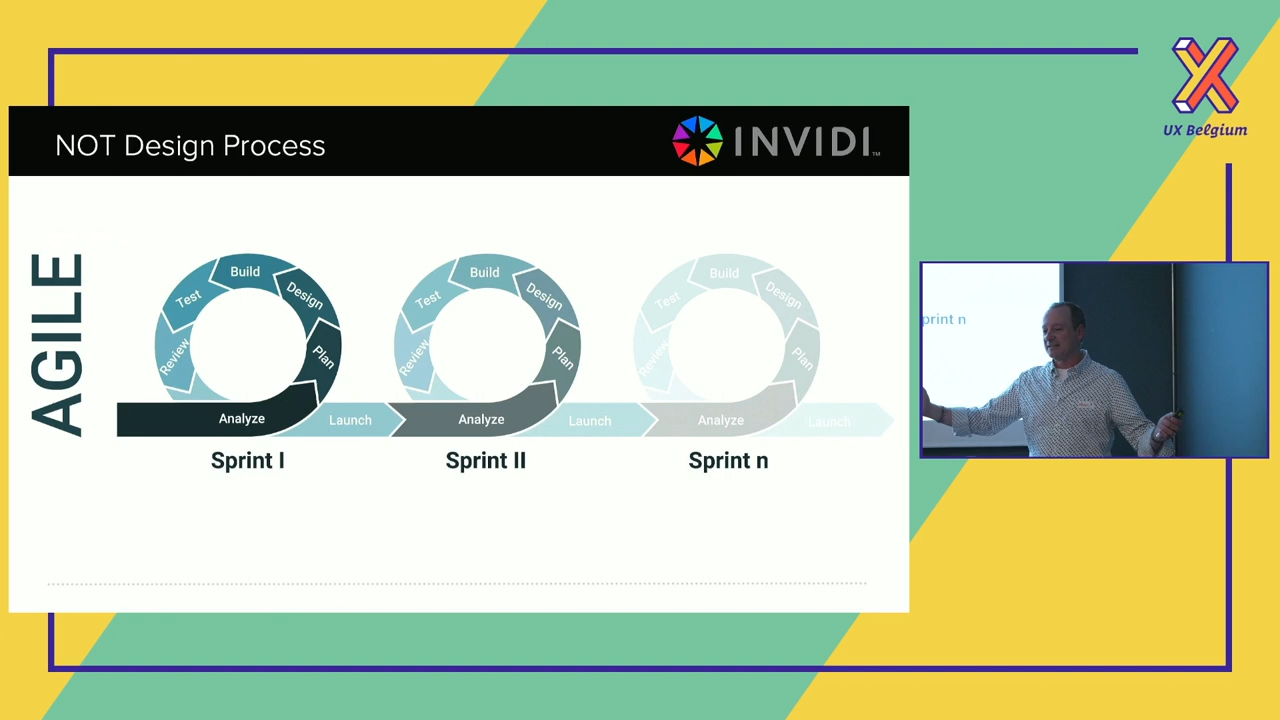 NOT Design Process
INVIDI™
UX Belgium
AGILE
Build
Test
Design
Review
Plan
Analyze
Launch
Sprint I
Build
Test
Design
Review
Plan
Analyze
Launch
Sprint II
Build
Test
Design
Review
Plan
Analyze
Launch
Sprint n
print n